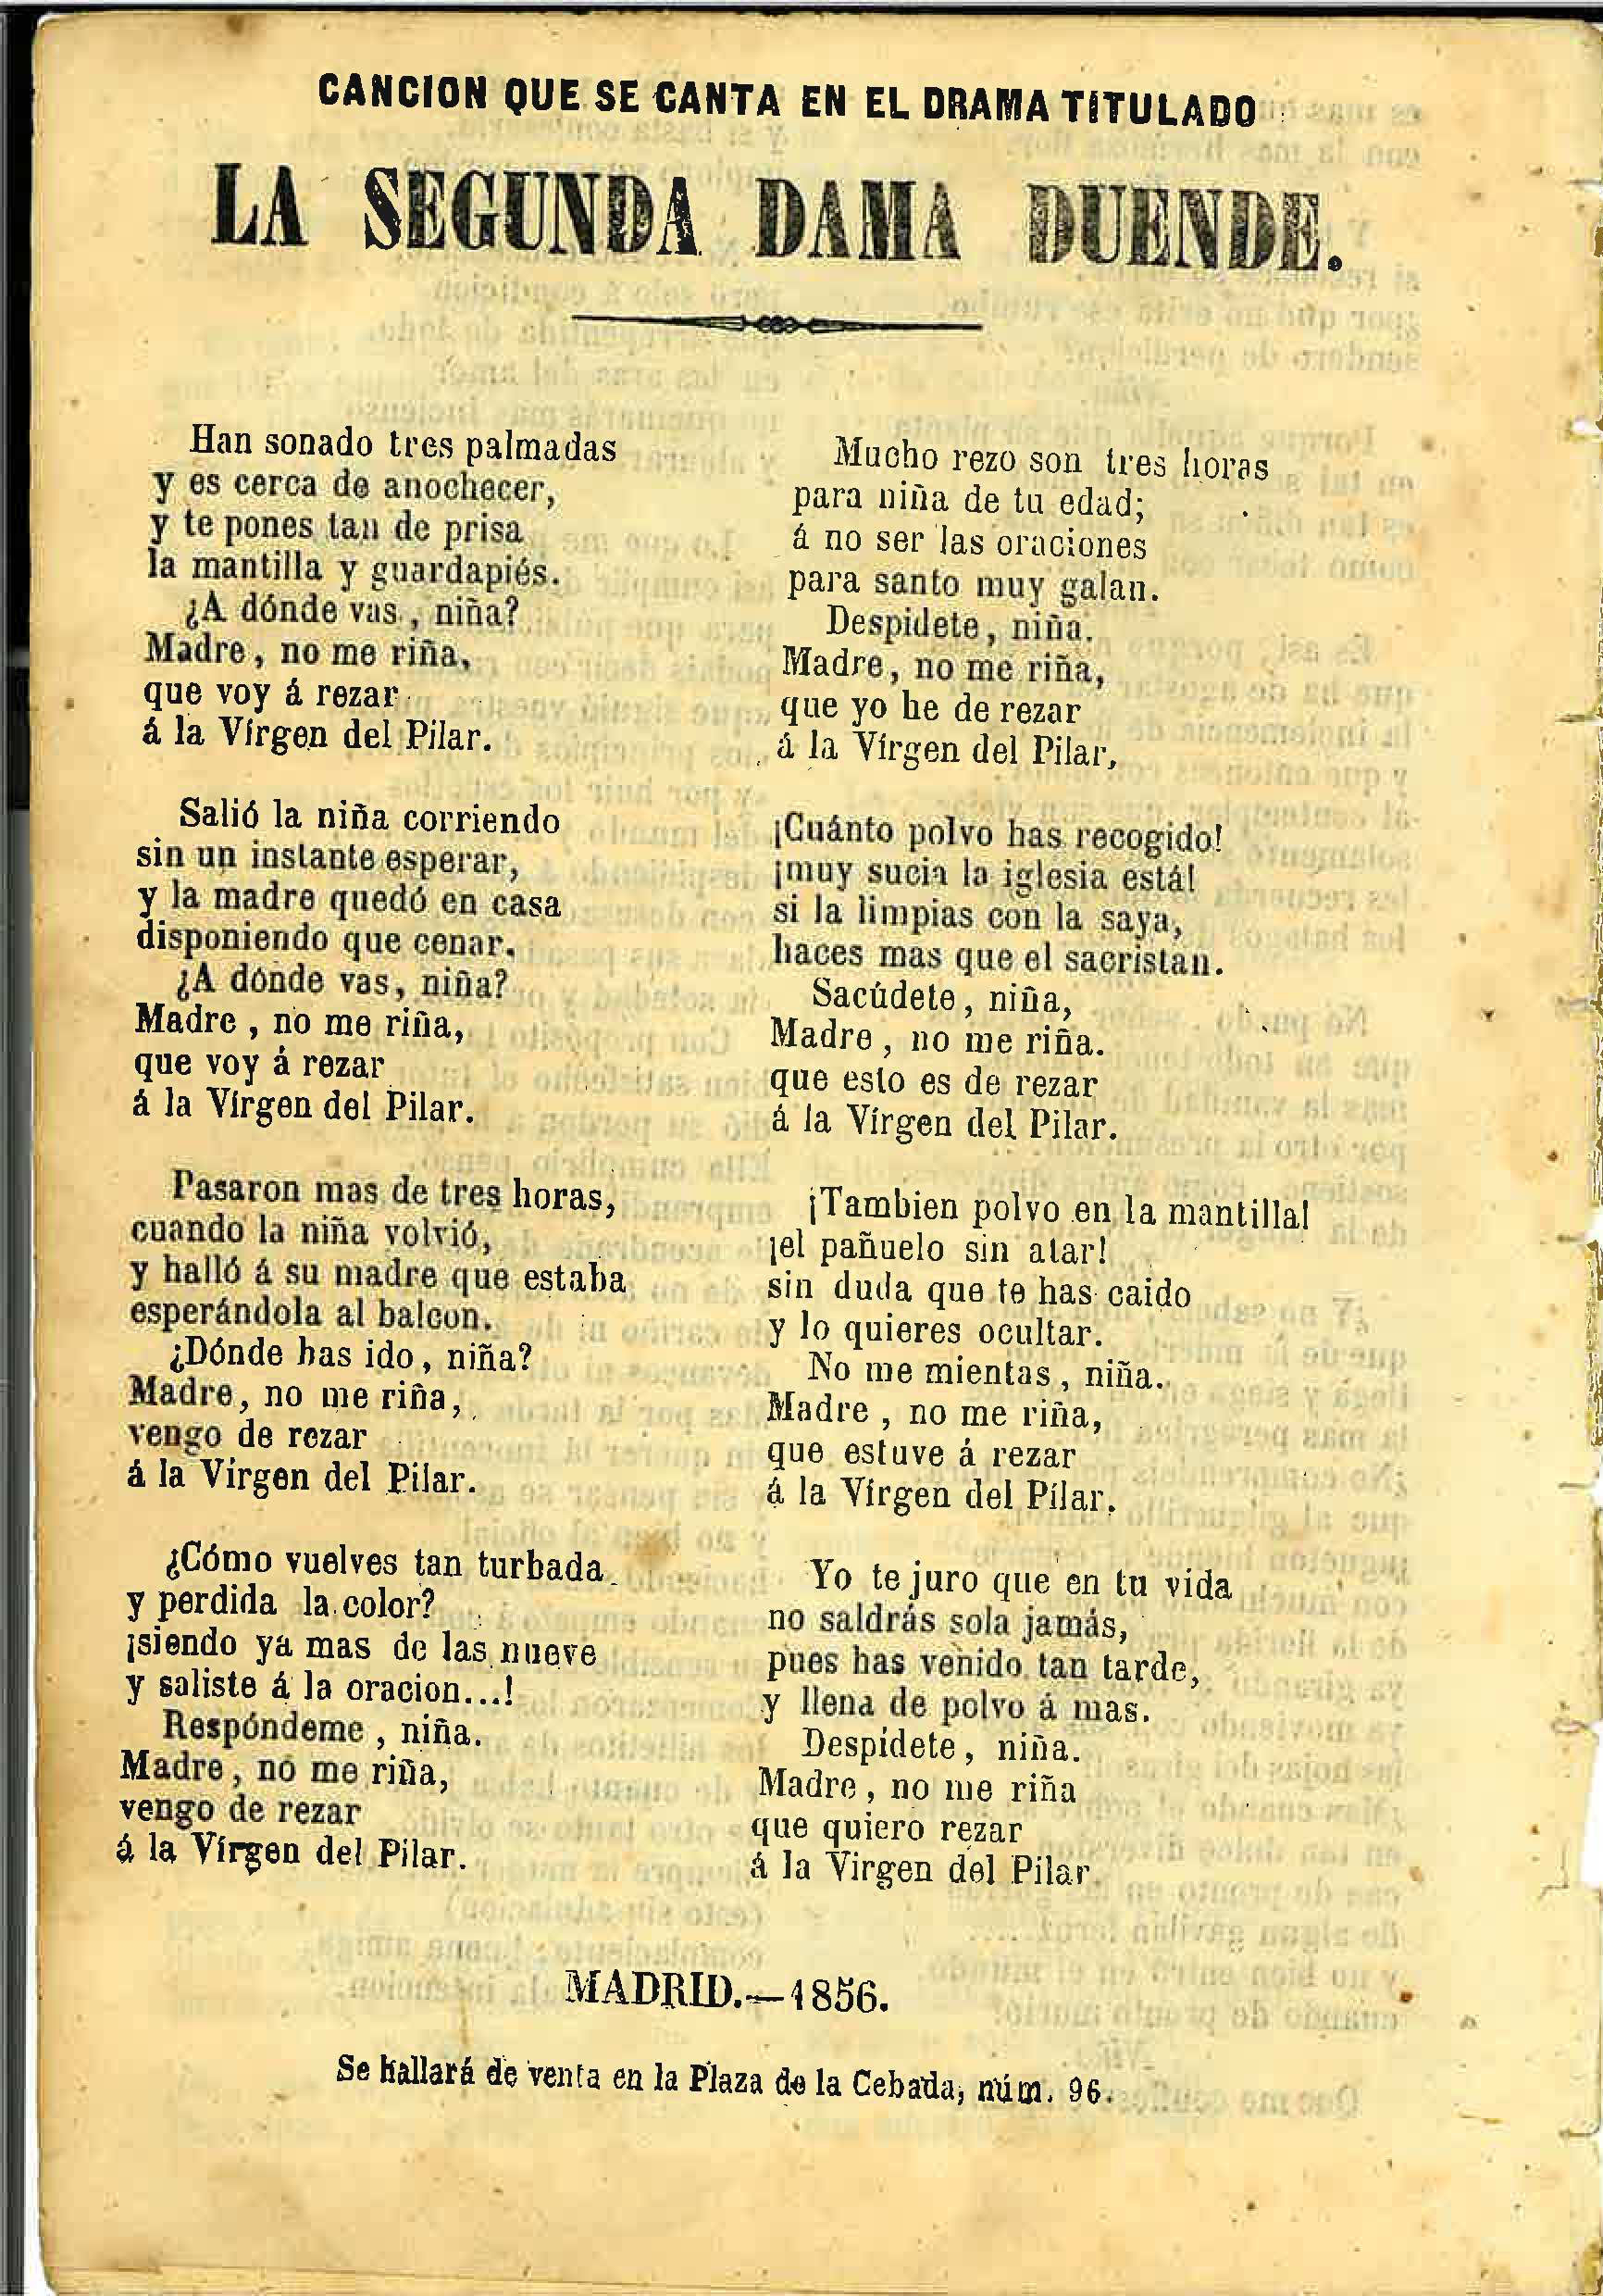 CANCION QUE SE CANTA EN EL DRAMA TITULADO
LA SEGUNDA DAMA DUENDE.
Han sonado tres palmadas
y es cerca de anochecer,
y te pones tan de prisa
la mantilla y guardapiés.
¿A dónde vas, niña?
Madre, no me riña,
que voy á rezar
á la Vírgen del Pilar.
Salió la niña corriendo
sin un instante esperar,
y la madre quedó en casa
disponiendo que cenar.
¿A dónde vas, niña?
Madre, no me riña,
que voy á rezar
á la Vírgen del Pilar.
Pasaron mas de tres horas,
cuando la niña volvió,
y halló á su madre que estaba
esperándola al balcon.
¿Dónde has ido, niña?
Madre, no me riña,
vengo de rezar
á la Vírgen del Pilar.
¿Cómo vuelves tan turbada
y perdida la color?
¡siendo ya mas de las nueve
y saliste á la oracion...!
Respóndeme, niña.
Madre, no me riña,
vengo de rezar
á la Vírgen del Pilar.
Mucho rezo son tres horas
para niña de tu edad;
á no ser las oraciones
para santo muy galan.
Despidete, niña.
Madre, no me riña,
que yo he de rezar
á la Vírgen del Pilar,
¡Cuánto polvo has recogido!
¡muy sucia la iglesia está!
si la limpias con la saya,
haces mas que el sacristan.
Sacúdete, niña,
Madre, no me riña.
que esto es de rezar
á la Vírgen del Pilar.
¡Tambien polvo en la mantilla!
¡el pañuelo sin atar!
sin duda que te has caido
y lo quieres ocultar.
No me mientas, niña.
Madre, no me riña,
que estuve á rezar
á la Vírgen del Pilar.
Yo te juro que en tu vida
no saldrás sola jamás,
pues has venido tan tarde,
y llena de polvo á mas.
Despídete, niña.
Madre, no me riña
que quiero rezar
á la Virgen del Pilar.
MADRID.—1856.
Se hallará de venta en la Plaza de la Cebada, núm. 96.